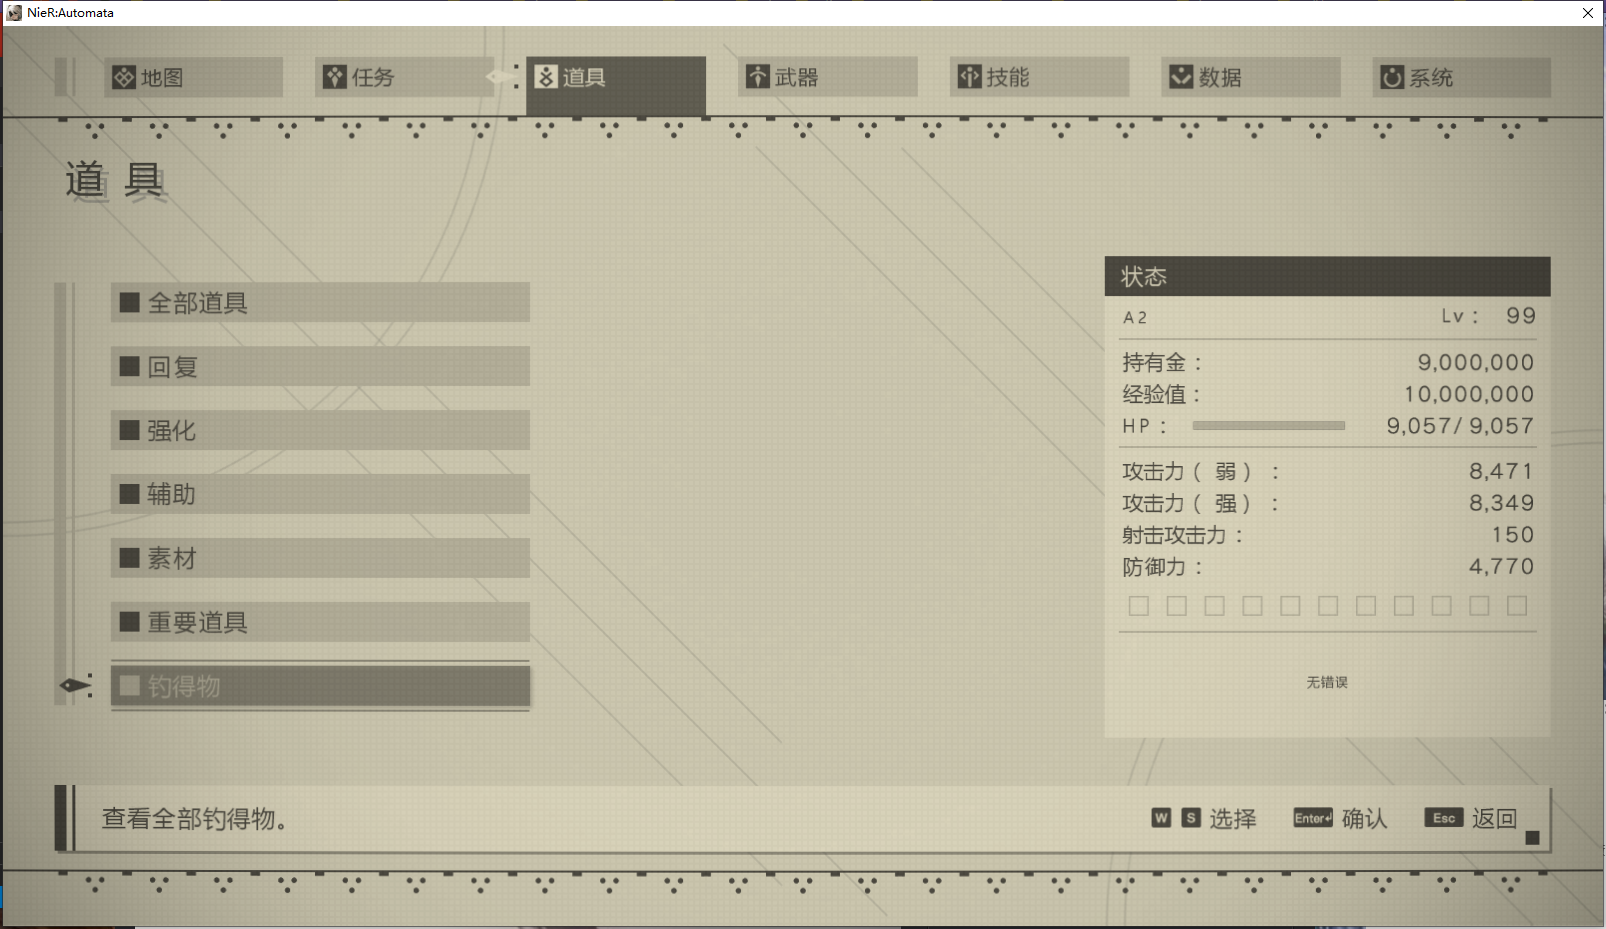 NieR:Automata
地图 任务 道具 武器 技能 数据 系统
道具
全部道具
回复
强化
辅助
素材
重要道具
钓得物
状态
A2 Lv: 99
持有金: 9,000,000
经验值: 10,000,000
HP: 9,057/ 9,057
攻击力( 弱 ) : 8,471
攻击力( 强 ) : 8,349
射击攻击力: 150
防御力: 4,770
无错误
查看全部钓得物。
W S 选择 Enter 确认 Esc 返回